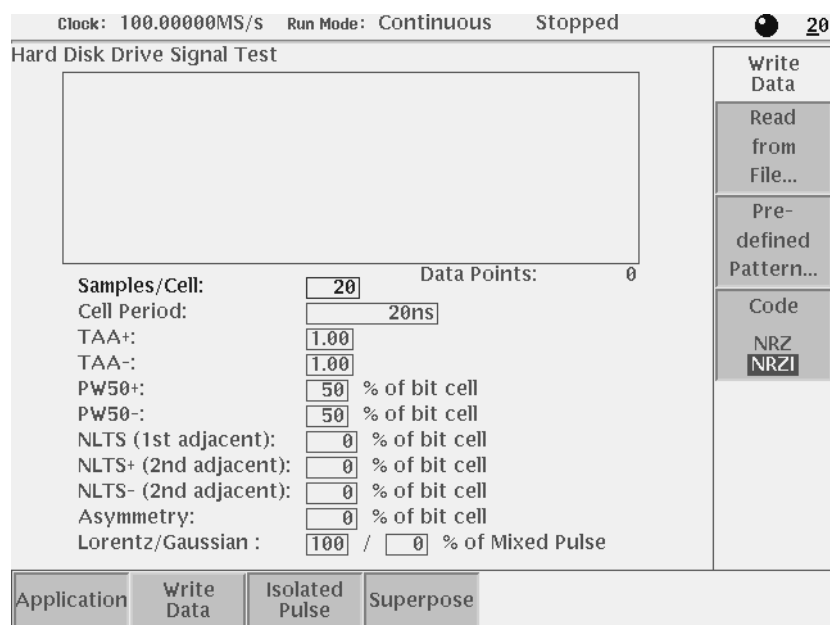 Clock: 100.00000MS/s Run Mode: Continuous Stopped 20
Hard Disk Drive Signal Test
Data Points: 0
Samples/Cell: 20
Cell Period: 20ns
TAA+: 1.00
TAA-: 1.00
PW50+: 50 % of bit cell
PW50-: 50 % of bit cell
NLTS (1st adjacent): 0 % of bit cell
NLTS+ (2nd adjacent): 0 % of bit cell
NLTS- (2nd adjacent): 0 % of bit cell
Asymmetry: 0 % of bit cell
Lorentz/Gaussian : 100 / 0 % of Mixed Pulse
Write
Data
Read
from
File...
Pre-
defined
Pattern...
Code
NRZ
NRZI
Application
Write
Data
Isolated
Pulse
Superpose